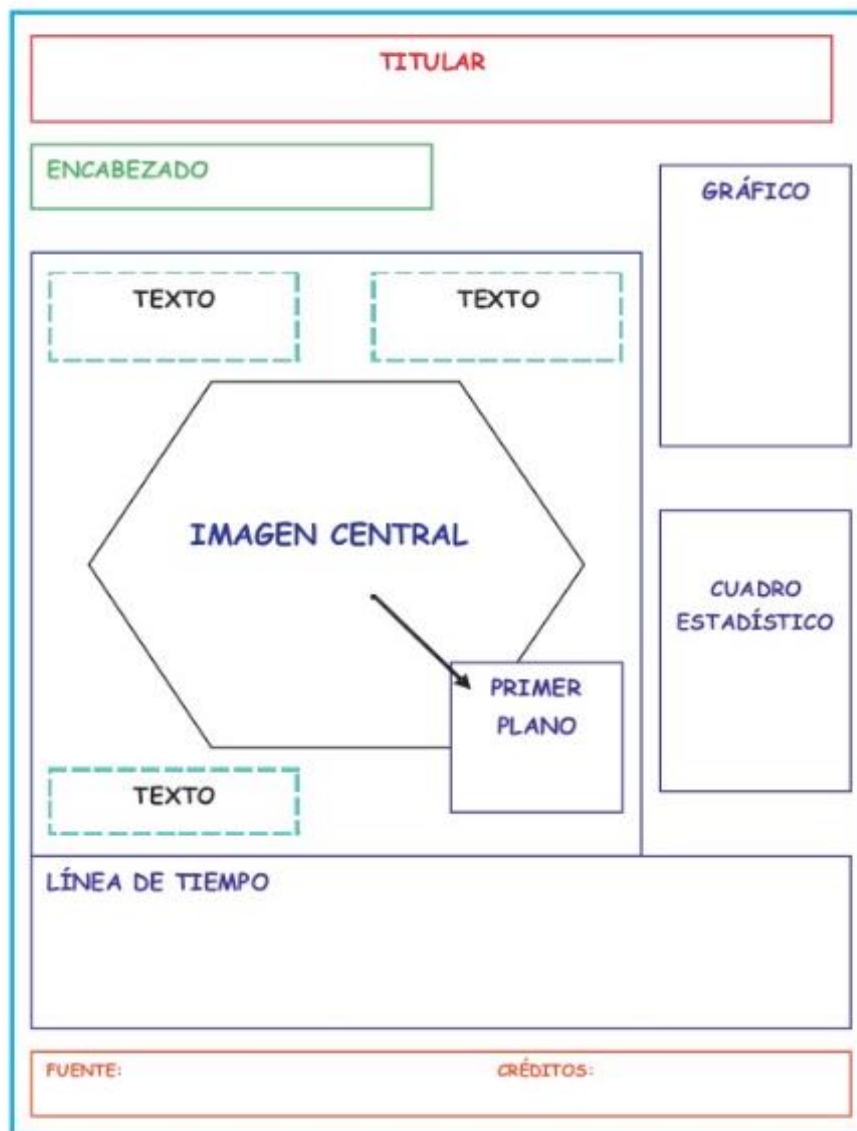 TITULAR
ENCABEZADO
GRÁFICO
TEXTO
TEXTO
IMAGEN CENTRAL
CUADRO
ESTADÍSTICO
PRIMER
PLANO
TEXTO
LÍNEA DE TIEMPO
FUENTE:
CRÉDITOS: